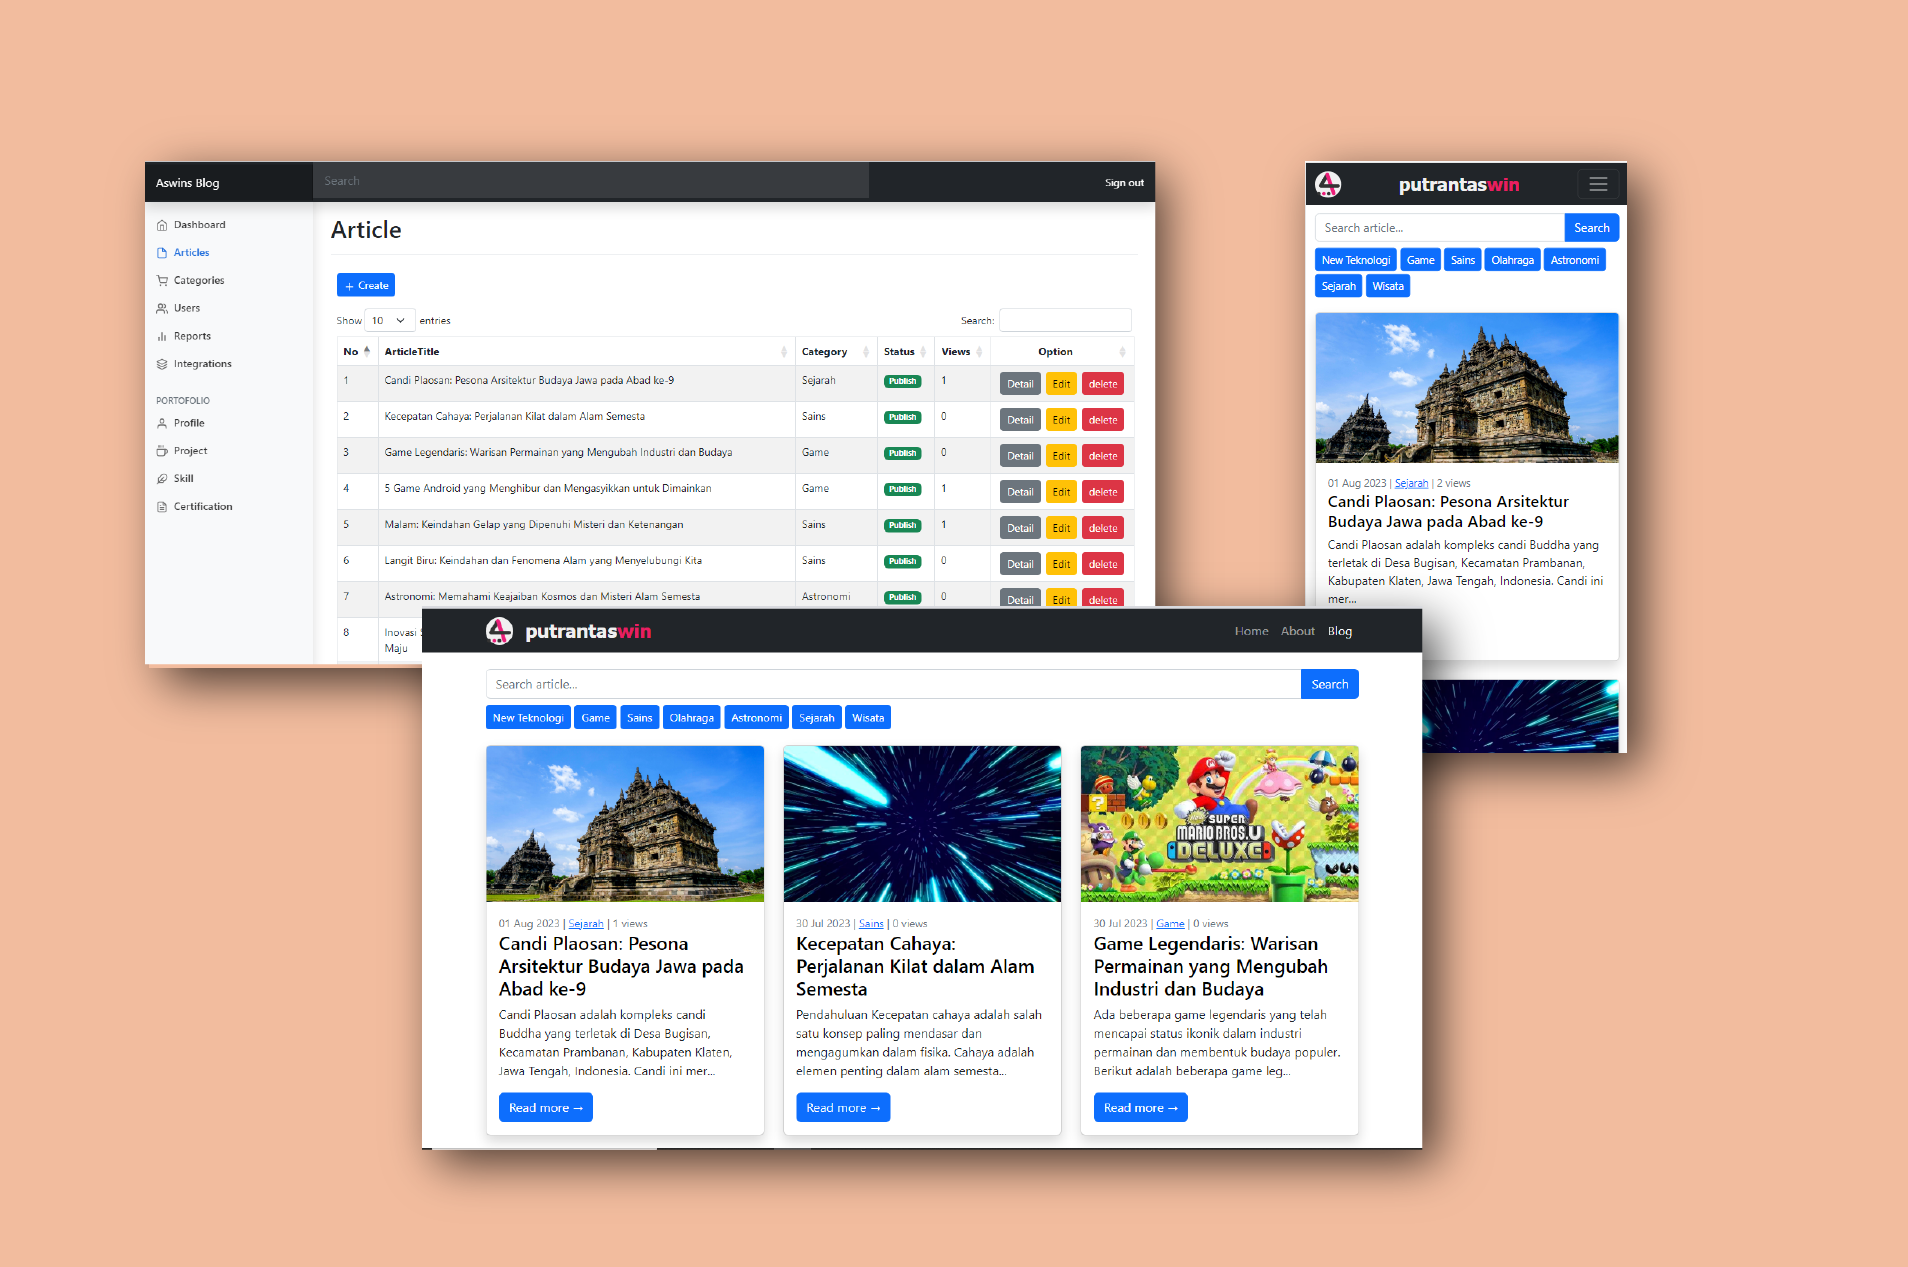 Aswins Blog
Search
Sign out
Dashboard
Articles
Categories
Users
Reports
Integrations
PORTOFOLIO
Profile
Project
Skill
Certification
Article
+ Create
Show 10 entries
Search:
No ArticleTitle Category Status Views Option
1 Candi Plaosan: Pesona Arsitektur Budaya Jawa pada Abad ke-9 Sejarah Publish 1 Detail Edit delete
2 Kecepatan Cahaya: Perjalanan Kilat dalam Alam Semesta Sains Publish 0 Detail Edit delete
3 Game Legendaris: Warisan Permainan yang Mengubah Industri dan Budaya Game Publish 0 Detail Edit delete
4 5 Game Android yang Menghibur dan Mengasyikkan untuk Dimainkan Game Publish 1 Detail Edit delete
5 Malam: Keindahan Gelap yang Dipenuhi Misteri dan Ketenangan Sains Publish 1 Detail Edit delete
6 Langit Biru: Keindahan dan Fenomena Alam yang Menyelubungi Kita Sains Publish 0 Detail Edit delete
7 Astronomi: Memahami Keajaiban Kosmos dan Misteri Alam Semesta Astronomi Publish 0 Detail Edit delete
8 Inovasi
Maju
putrantaswin
Search article...
Search
New Teknologi Game Sains Olahraga Astronomi
Sejarah Wisata
01 Aug 2023 | Sejarah | 2 views
Candi Plaosan: Pesona Arsitektur
Budaya Jawa pada Abad ke-9
Candi Plaosan adalah kompleks candi Buddha yang
terletak di Desa Bugisan, Kecamatan Prambanan,
Kabupaten Klaten, Jawa Tengah, Indonesia. Candi ini
mer...
putrantaswin
Home About Blog
Search article...
Search
New Teknologi Game Sains Olahraga Astronomi Sejarah Wisata
01 Aug 2023 | Sejarah | 1 views
Candi Plaosan: Pesona
Arsitektur Budaya Jawa pada
Abad ke-9
Candi Plaosan adalah kompleks candi
Buddha yang terletak di Desa Bugisan,
Kecamatan Prambanan, Kabupaten Klaten,
Jawa Tengah, Indonesia. Candi ini mer...
Read more →
30 Jul 2023 | Sains | 0 views
Kecepatan Cahaya:
Perjalanan Kilat dalam Alam
Semesta
Pendahuluan Kecepatan cahaya adalah salah
satu konsep paling mendasar dan
mengagumkan dalam fisika. Cahaya adalah
elemen penting dalam alam semesta...
Read more →
New
SUPER
MARIO BROS. U
DELUXE
30 Jul 2023 | Game | 0 views
Game Legendaris: Warisan
Permainan yang Mengubah
Industri dan Budaya
Ada beberapa game legendaris yang telah
mencapai status ikonik dalam industri
permainan dan membentuk budaya populer.
Berikut adalah beberapa game leg...
Read more →